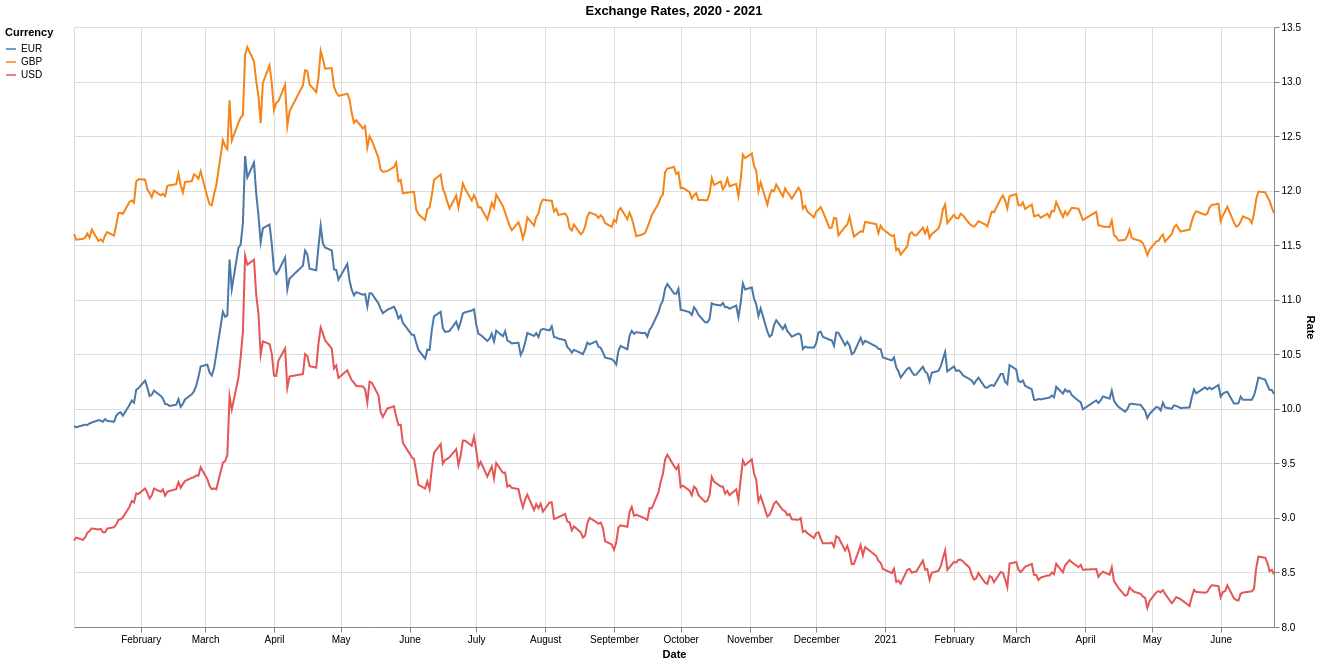 Exchange Rates, 2020 - 2021
Currency
EUR
GBP
USD
13.5
13.0
12.5
12.0
11.5
11.0
10.5
10.0
9.5
9.0
8.5
8.0
Rate
February March April May June July August September October November December 2021 February March April May June
Date